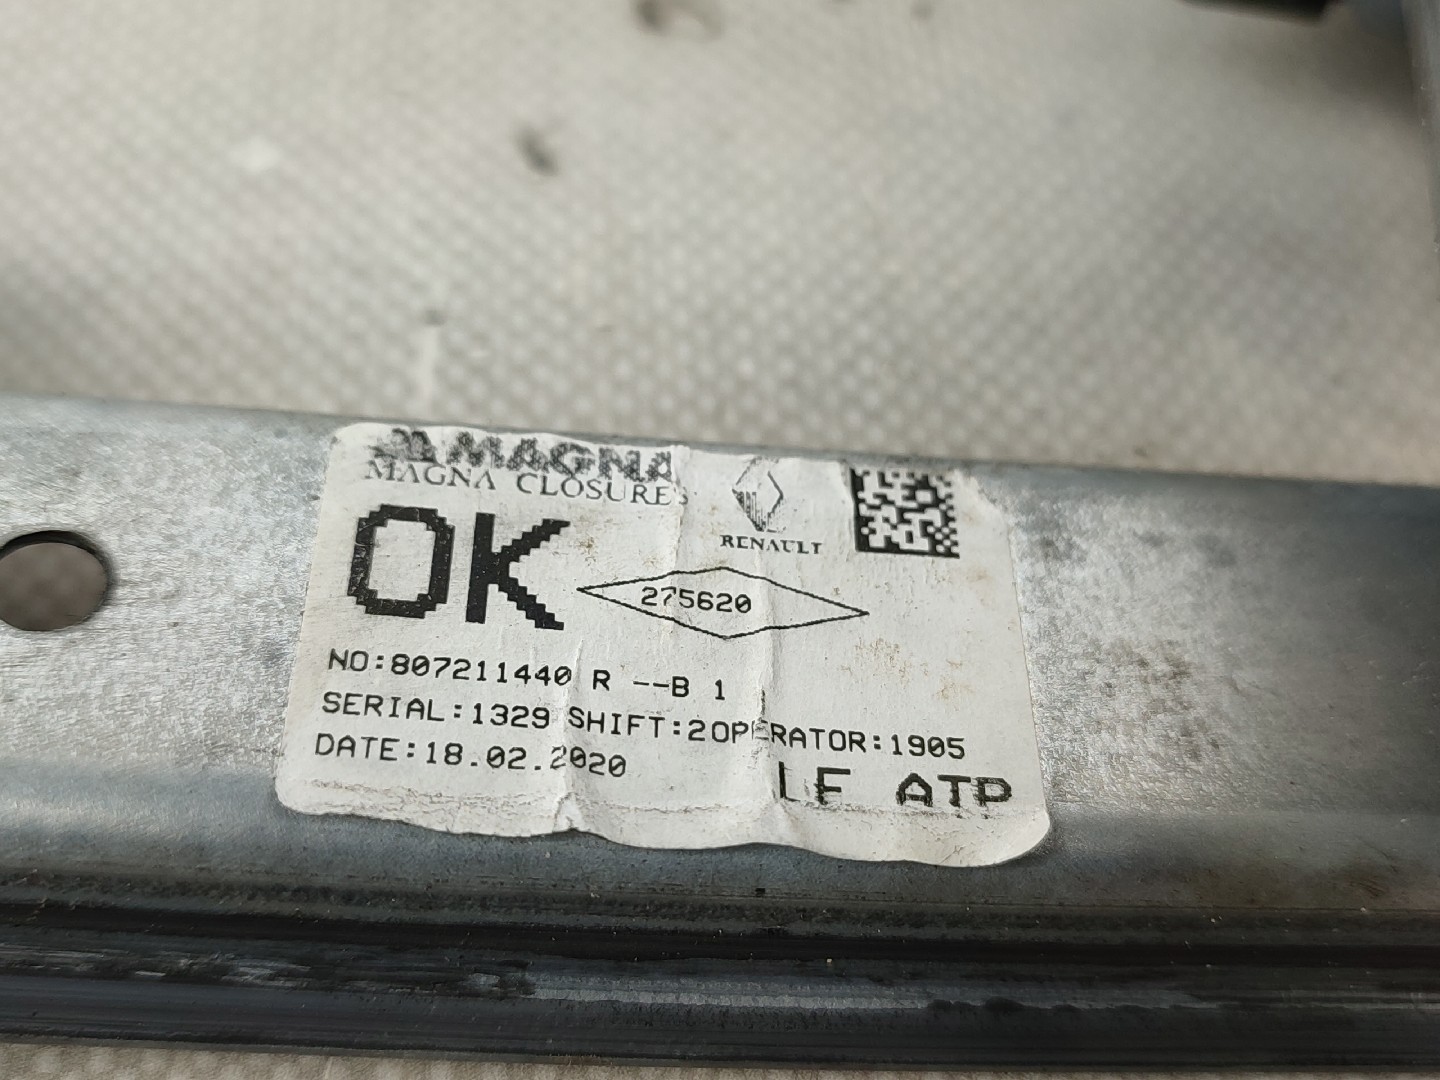 MAGNA
MAGNA CLOSURES
RENAULT
OK
275620
NO:807211440 R --B 1
SERIAL:1329 SHIFT:2OPERATOR:1905
DATE:18.02.2020
LF ATP